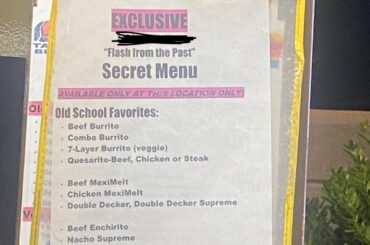 EXCLUSIVE
"Flash from the Past"
Secret Menu
AVAILABLE ONLY AT THIS LOCATION ONLY!
Old School Favorites:
- Beef Burrito
- Combo Burrito
- 7-Layer Burrito (veggie)
- Quesarito-Beef, Chicken or Steak
- Beef MexiMelt
- Chicken MexiMelt
- Double Decker, Double Decker Supreme
- Beef Enchirito
- Nacho Supreme